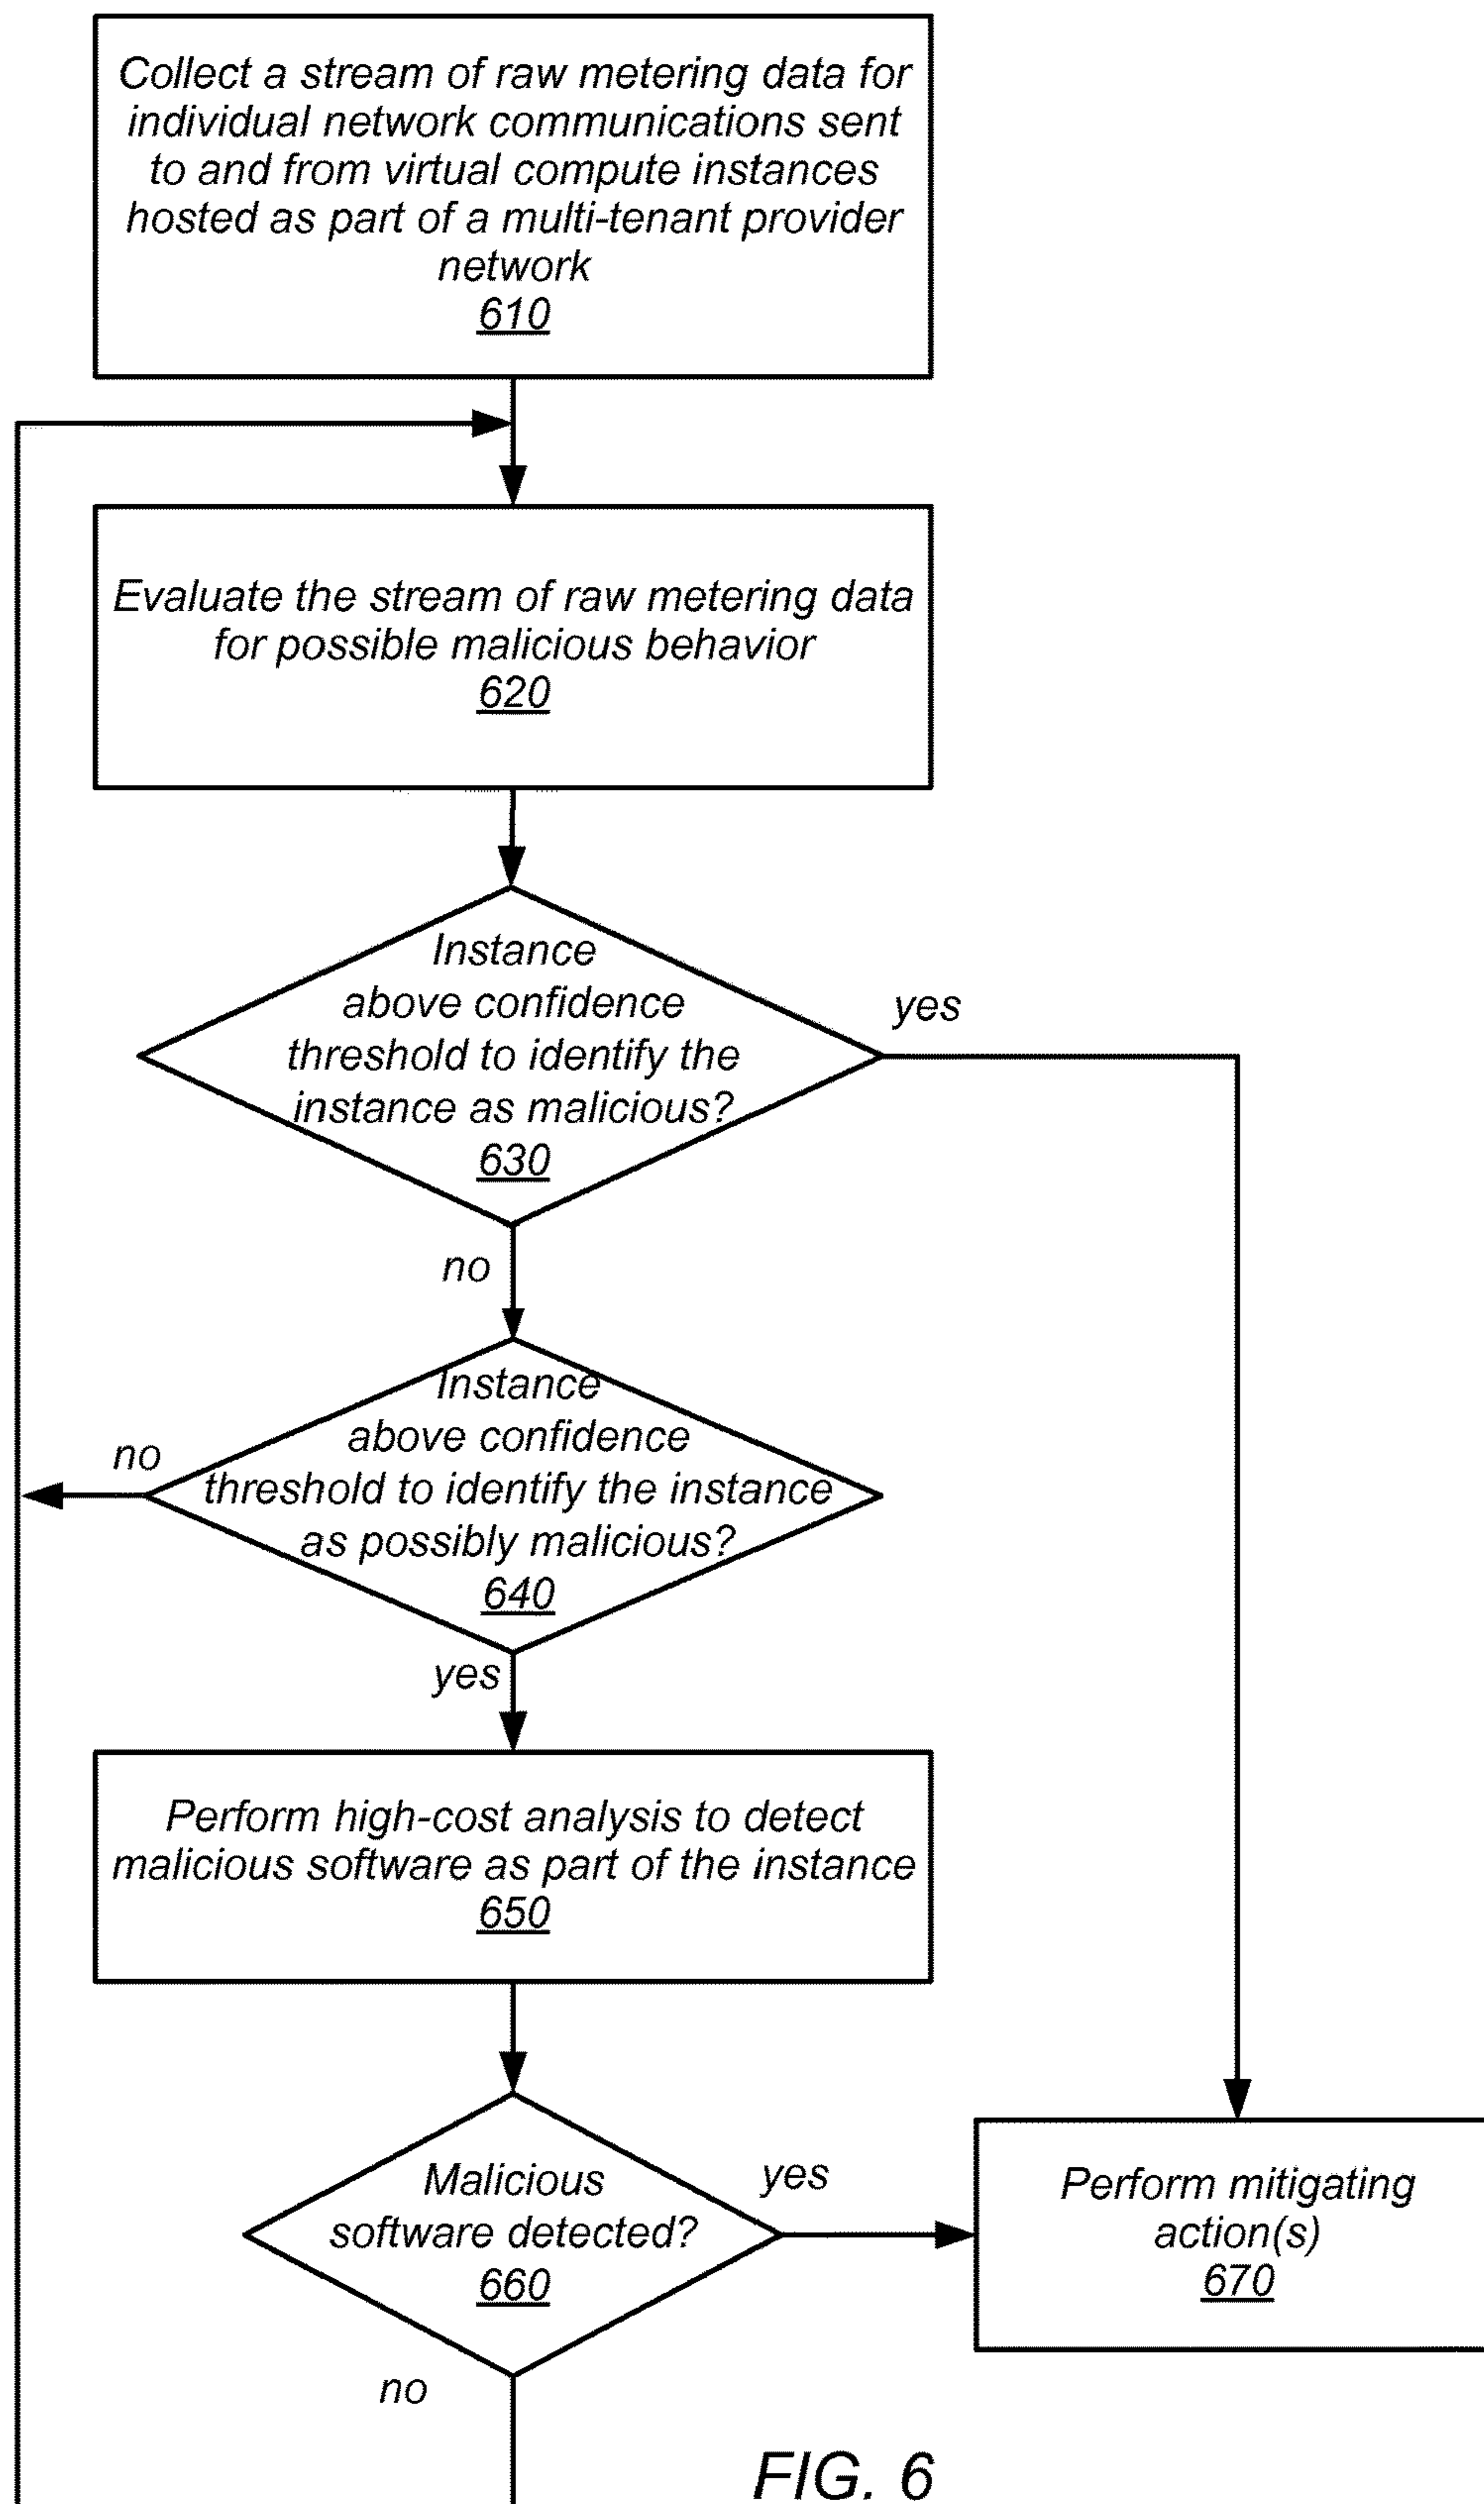 Collect a stream of raw metering data for
individual network communications sent
to and from virtual compute instances
hosted as part of a multi-tenant provider
network
610
Evaluate the stream of raw metering data
for possible malicious behavior
620
Instance
above confidence
threshold to identify the
instance as malicious?
630
yes
no
Instance
above confidence
threshold to identify the instance
as possibly malicious?
640
no
yes
Perform high-cost analysis to detect
malicious software as part of the instance
650
Malicious
software detected?
660
yes
no
Perform mitigating
action(s)
670
FIG. 6